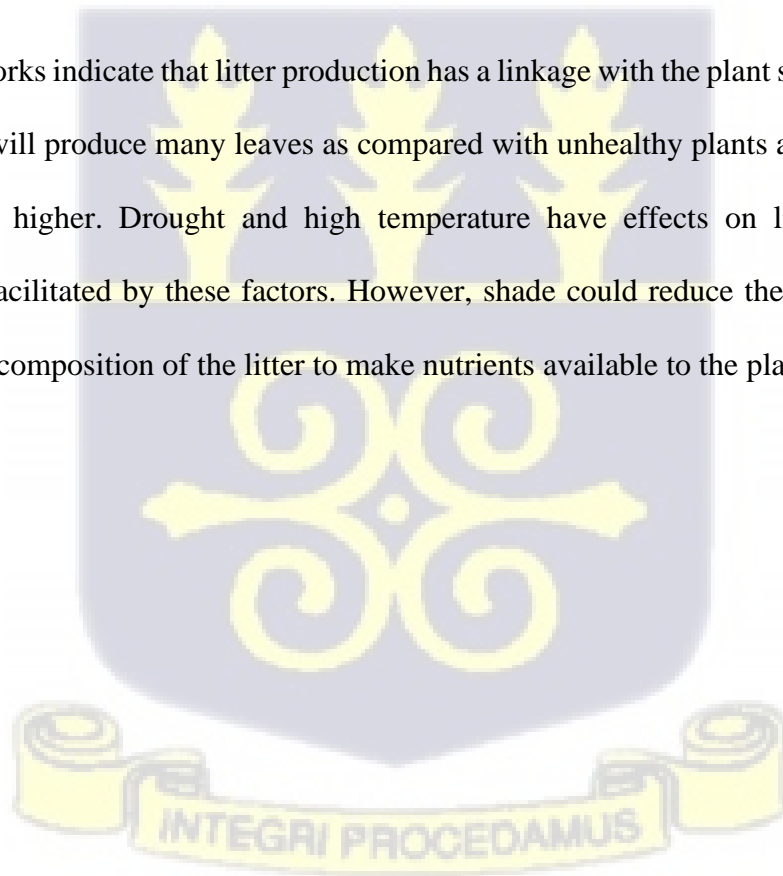 orks indicate that litter production has a linkage with the plant s
will produce many leaves as compared with unhealthy plants a
higher. Drought and high temperature have effects on l
acilitated by these factors. However, shade could reduce the
composition of the litter to make nutrients available to the pla
INTEGRI PROCEDAMUS